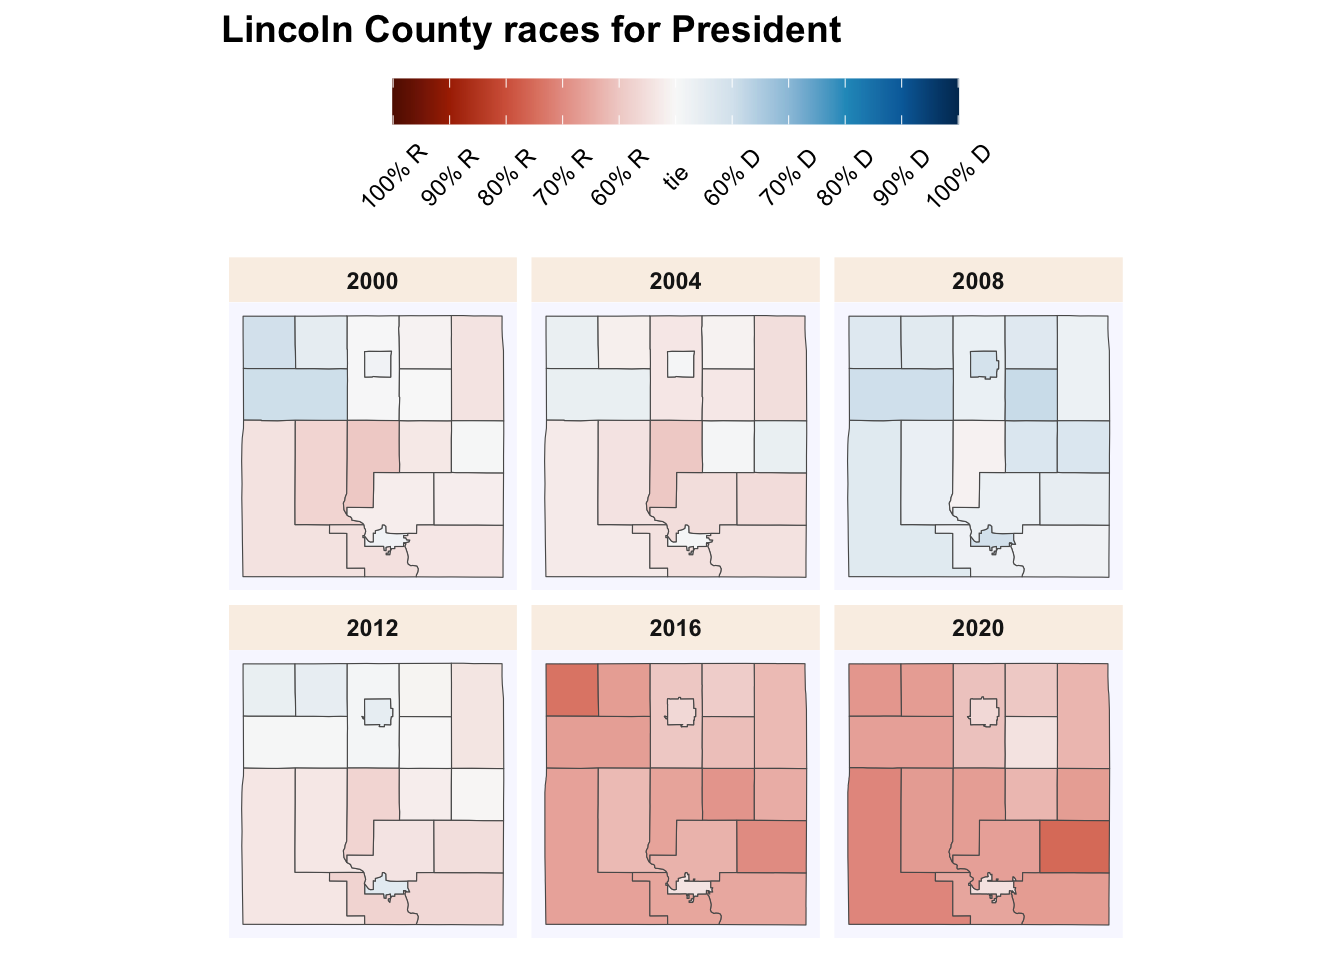 Lincoln County races for President
100% R
90% R
80% R
70% R
60% R
tie
60% D
70% D
80% D
90% D
100% D
2000
2004
2008
2012
2016
2020